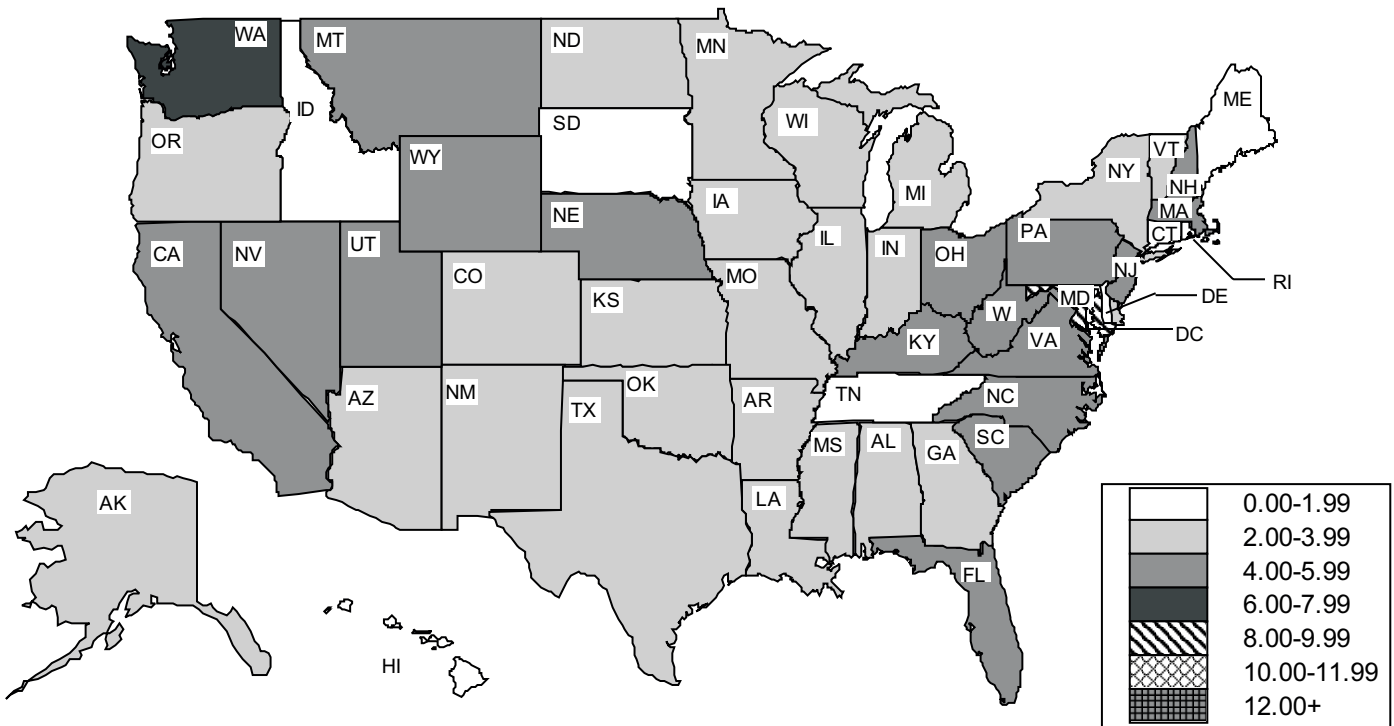 WA
MT
ND
MN
ID
OR
SD
WI
ME
WY
VT
NY
NH
MI
IA
MA
NE
PA
CT
CA
NV
UT
IL
IN
OH
NJ
CO
MO
RI
KS
MD
DE
W
DC
KY
VA
AZ
NM
OK
TN
NC
TX
AR
SC
MS
AL
GA
LA
AK
FL
HI
0.00-1.99
2.00-3.99
4.00-5.99
6.00-7.99
8.00-9.99
10.00-11.99
12.00+